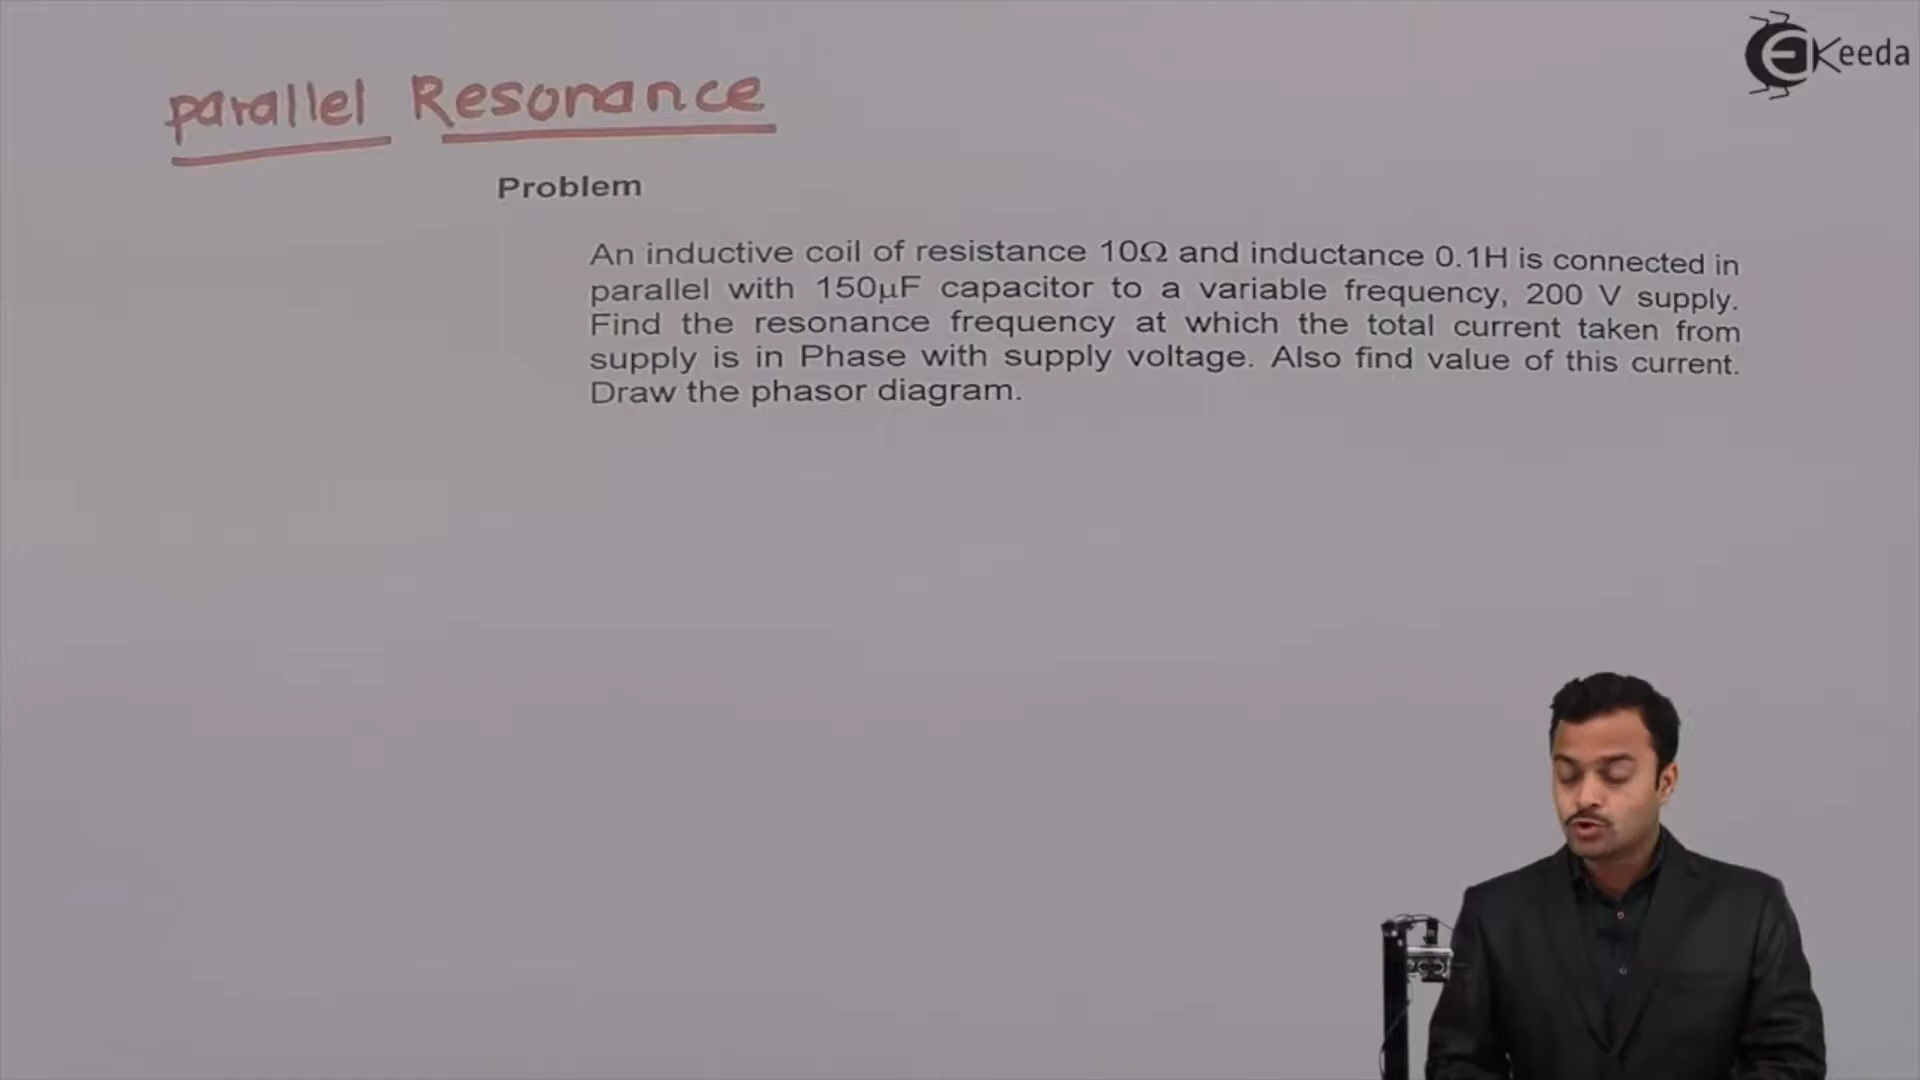 EKeeda
parallel Resonance
Problem
An inductive coil of resistance 10Ω and inductance 0.1H is connected in
parallel with 150μF capacitor to a variable frequency, 200 V supply.
Find the resonance frequency at which the total current taken from
supply is in Phase with supply voltage. Also find value of this current.
Draw the phasor diagram.